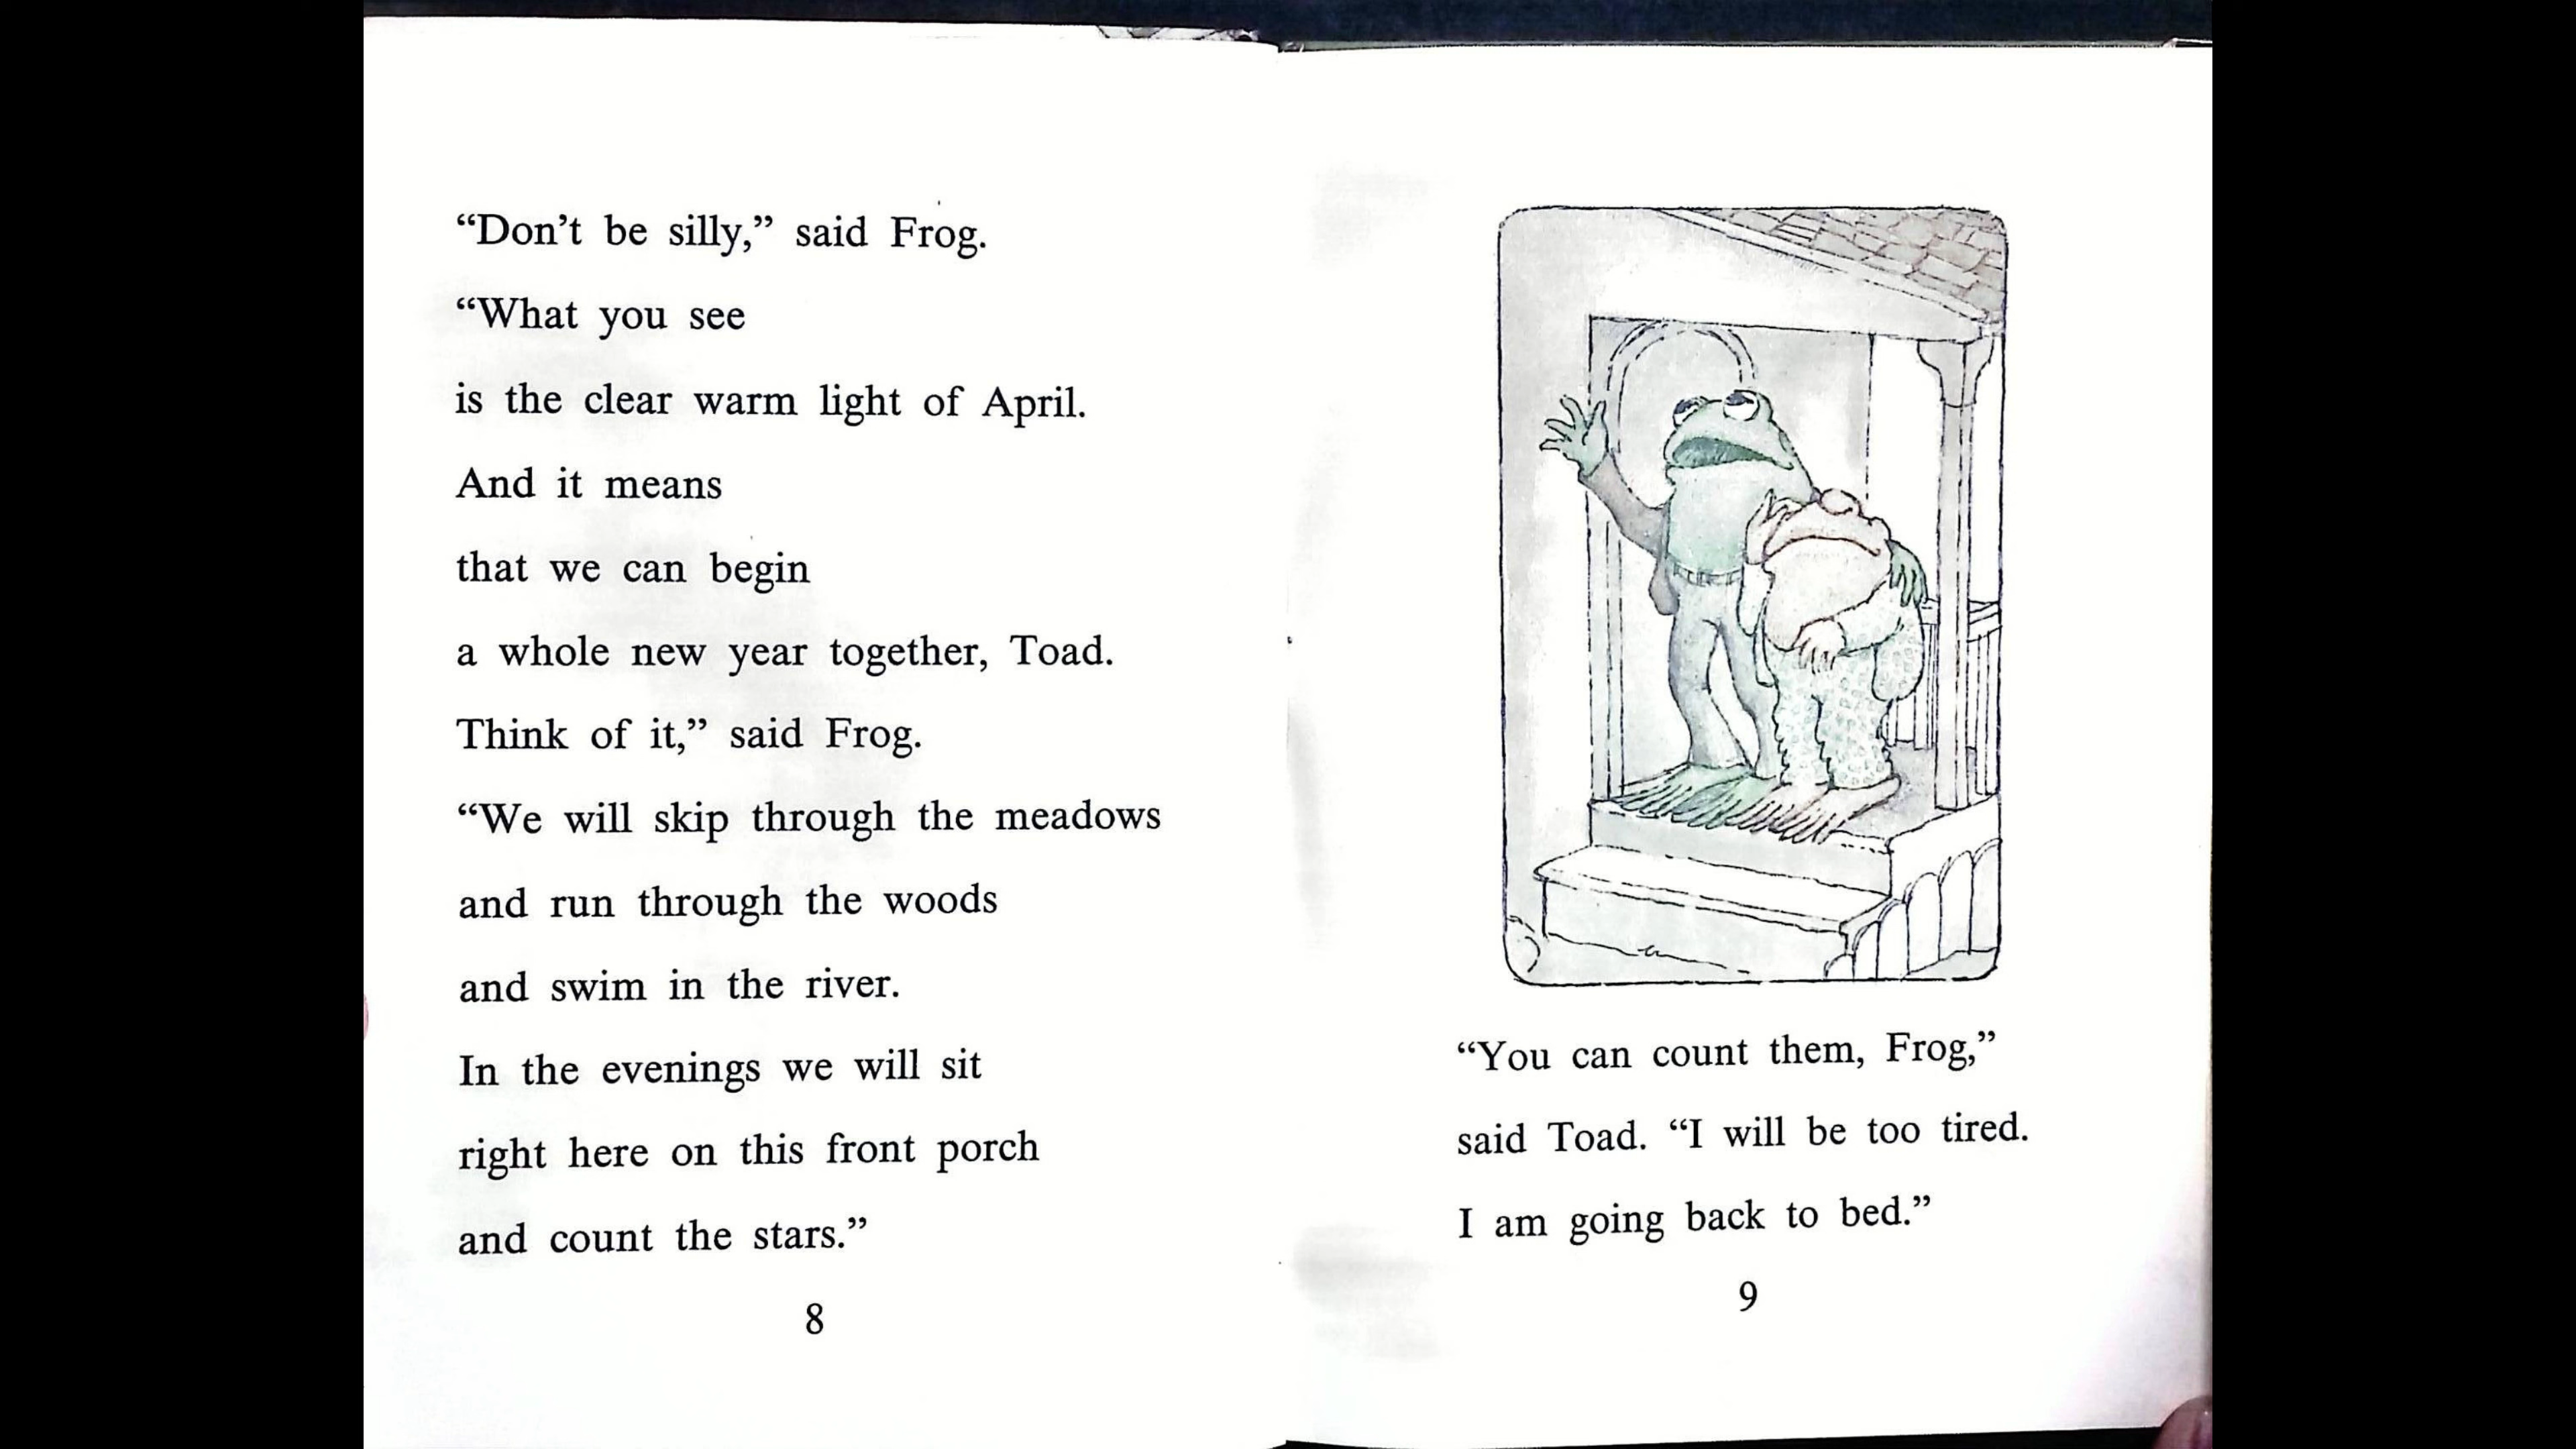 “Don’t be silly,” said Frog.
“What you see
is the clear warm light of April.
And it means
that we can begin
a whole new year together, Toad.
Think of it,” said Frog.
“We will skip through the meadows
and run through the woods
and swim in the river.
In the evenings we will sit
right here on this front porch
and count the stars.”
8
“You can count them, Frog,”
said Toad. “I will be too tired.
I am going back to bed.”
9